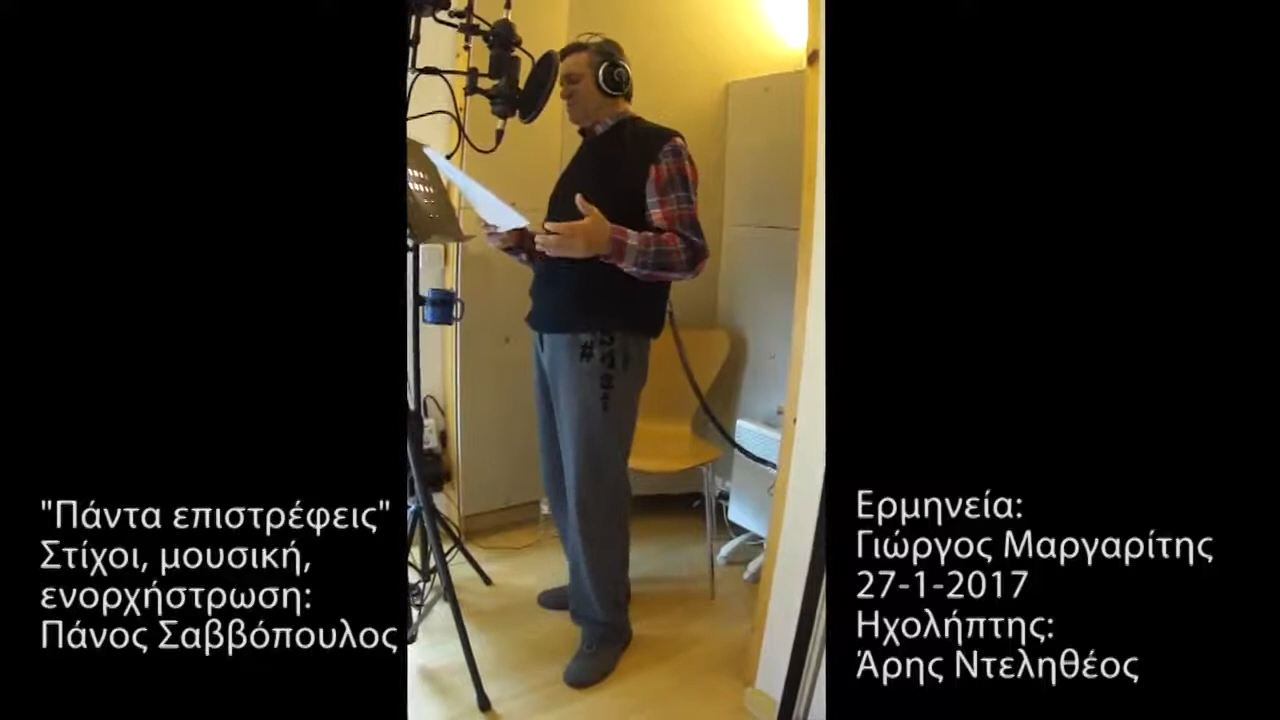 "Πάντα επιστρέφεις"
Στίχοι, μουσική,
ενορχήστρωση:
Πάνος Σαββόπουλος
Ερμηνεία:
Γιώργος Μαργαρίτης
27-1-2017
Ηχολήπτης:
Άρης Ντεληθέος